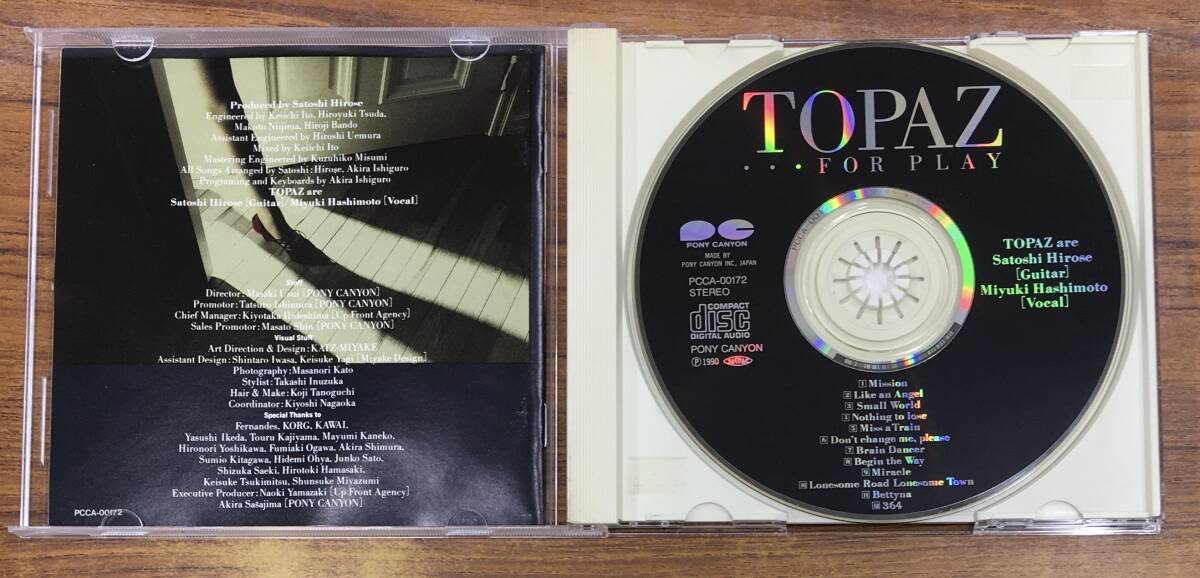 Produced by Satoshi Hirose
Engineered by Keiichi Ito, Hiroyuki Tsuda,
Makoto Niijima, Hiroji Bando
Assistant Engineered by Hiroshi Uemura
Mixed by Keiichi Ito
Mastering Engineered by Kuzuhiko Misumi
All Songs Arranged by Satoshi Hirose, Akira Ishiguro
Programing and Keyboards by Akira Ishiguro
TOPAZ are
Satoshi Hirose [Guitar]/Miyuki Hashimoto [Vocal]
Stuff
Director: Masaki Usui [PONY CANYON]
Promotor: Tatsuro Ishimura [PONY CANYON]
Chief Manager: Kiyotaka Hideshima [Up Front Agency]
Sales Promotor: Masato Shin [PONY CANYON]
Visual Stuff
Art Direction & Design: KATZ·MIYAKE
Assistant Design: Shintaro Iwasa, Keisuke Yagi [Miyake Design]
Photography: Masanori Kato
Stylist: Takashi Inuzuka
Hair & Make: Koji Tanoguchi
Coordinator: Kiyoshi Nagaoka
Special Thanks to
Fernandes, KORG, KAWAI,
Yasushi Ikeda, Touru Kajiyama, Mayumi Kaneko,
Hironori Yoshikawa, Fumiaki Ogawa, Akira Shimura,
Sumio Kitagawa, Hidemi Ohya, Junko Sato,
Shizuka Saeki, Hirotoki Hamasaki,
Keisuke Tsukimitsu, Shunsuke Miyazumi
Executive Producer: Naoki Yamazaki [Up Front Agency]
Akira Sasajima [PONY CANYON]
PCCA-00172
TOPAZ
...FOR PLAY
PC
PONY CANYON
MADE BY
PONY CANYON INC., JAPAN
PCCA-00172
STEREO
COMPACT
disc
DIGITAL AUDIO
PONY CANYON
Ⓟ1990
TOPAZ are
Satoshi Hirose
[Guitar]
Miyuki Hashimoto
[Vocal]
1 Mission
2 Like an Angel
3 Small World
4 Nothing to lose
5 Miss a Train
6 Don't change me, please
7 Brain Dancer
8 Begin the Way
9 Miracle
10 Lonesome Road Lonesome Town
11 Bettyna
12 364